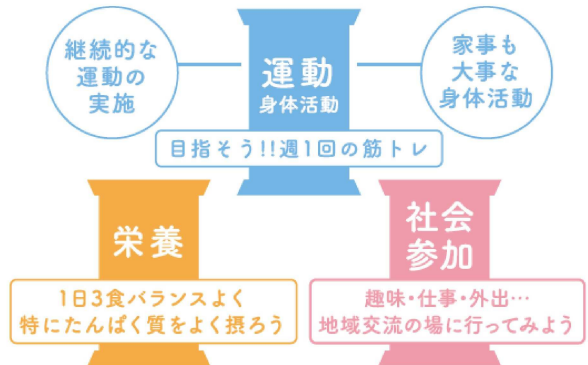 継続的な
運動の
実施
運動
身体活動
家事も
大事な
身体活動
目指そう!!週1回の筋トレ
栄養
1日3食バランスよく
特にたんぱく質をよく摂ろう
社会
参加
趣味・仕事・外出…
地域交流の場に行ってみよう